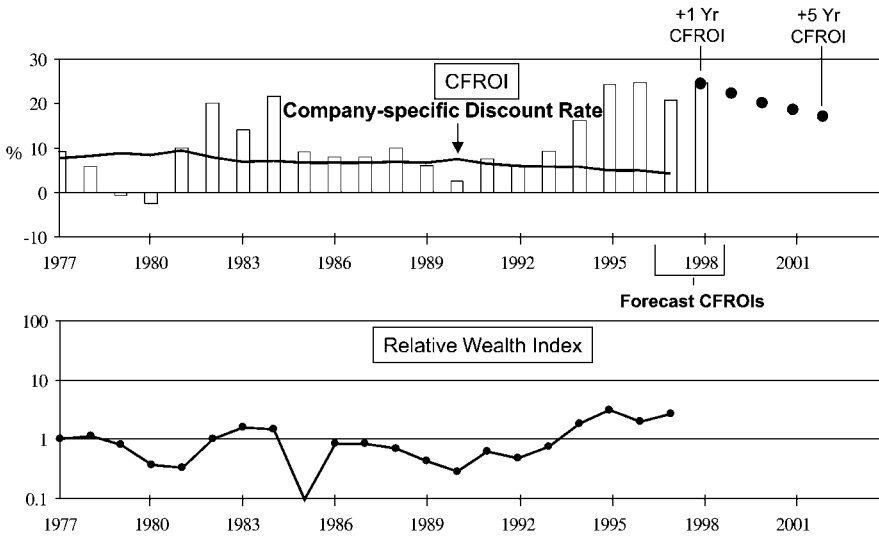 +1 Yr
CFROI
+5 Yr
CFROI
30
CFROI
20
Company-specific Discount Rate
%
10
0
-10
1977 1980 1983 1986 1989 1992 1995 1998 2001
Forecast CFROIs
100
Relative Wealth Index
10
1
0.1
1977 1980 1983 1986 1989 1992 1995 1998 2001